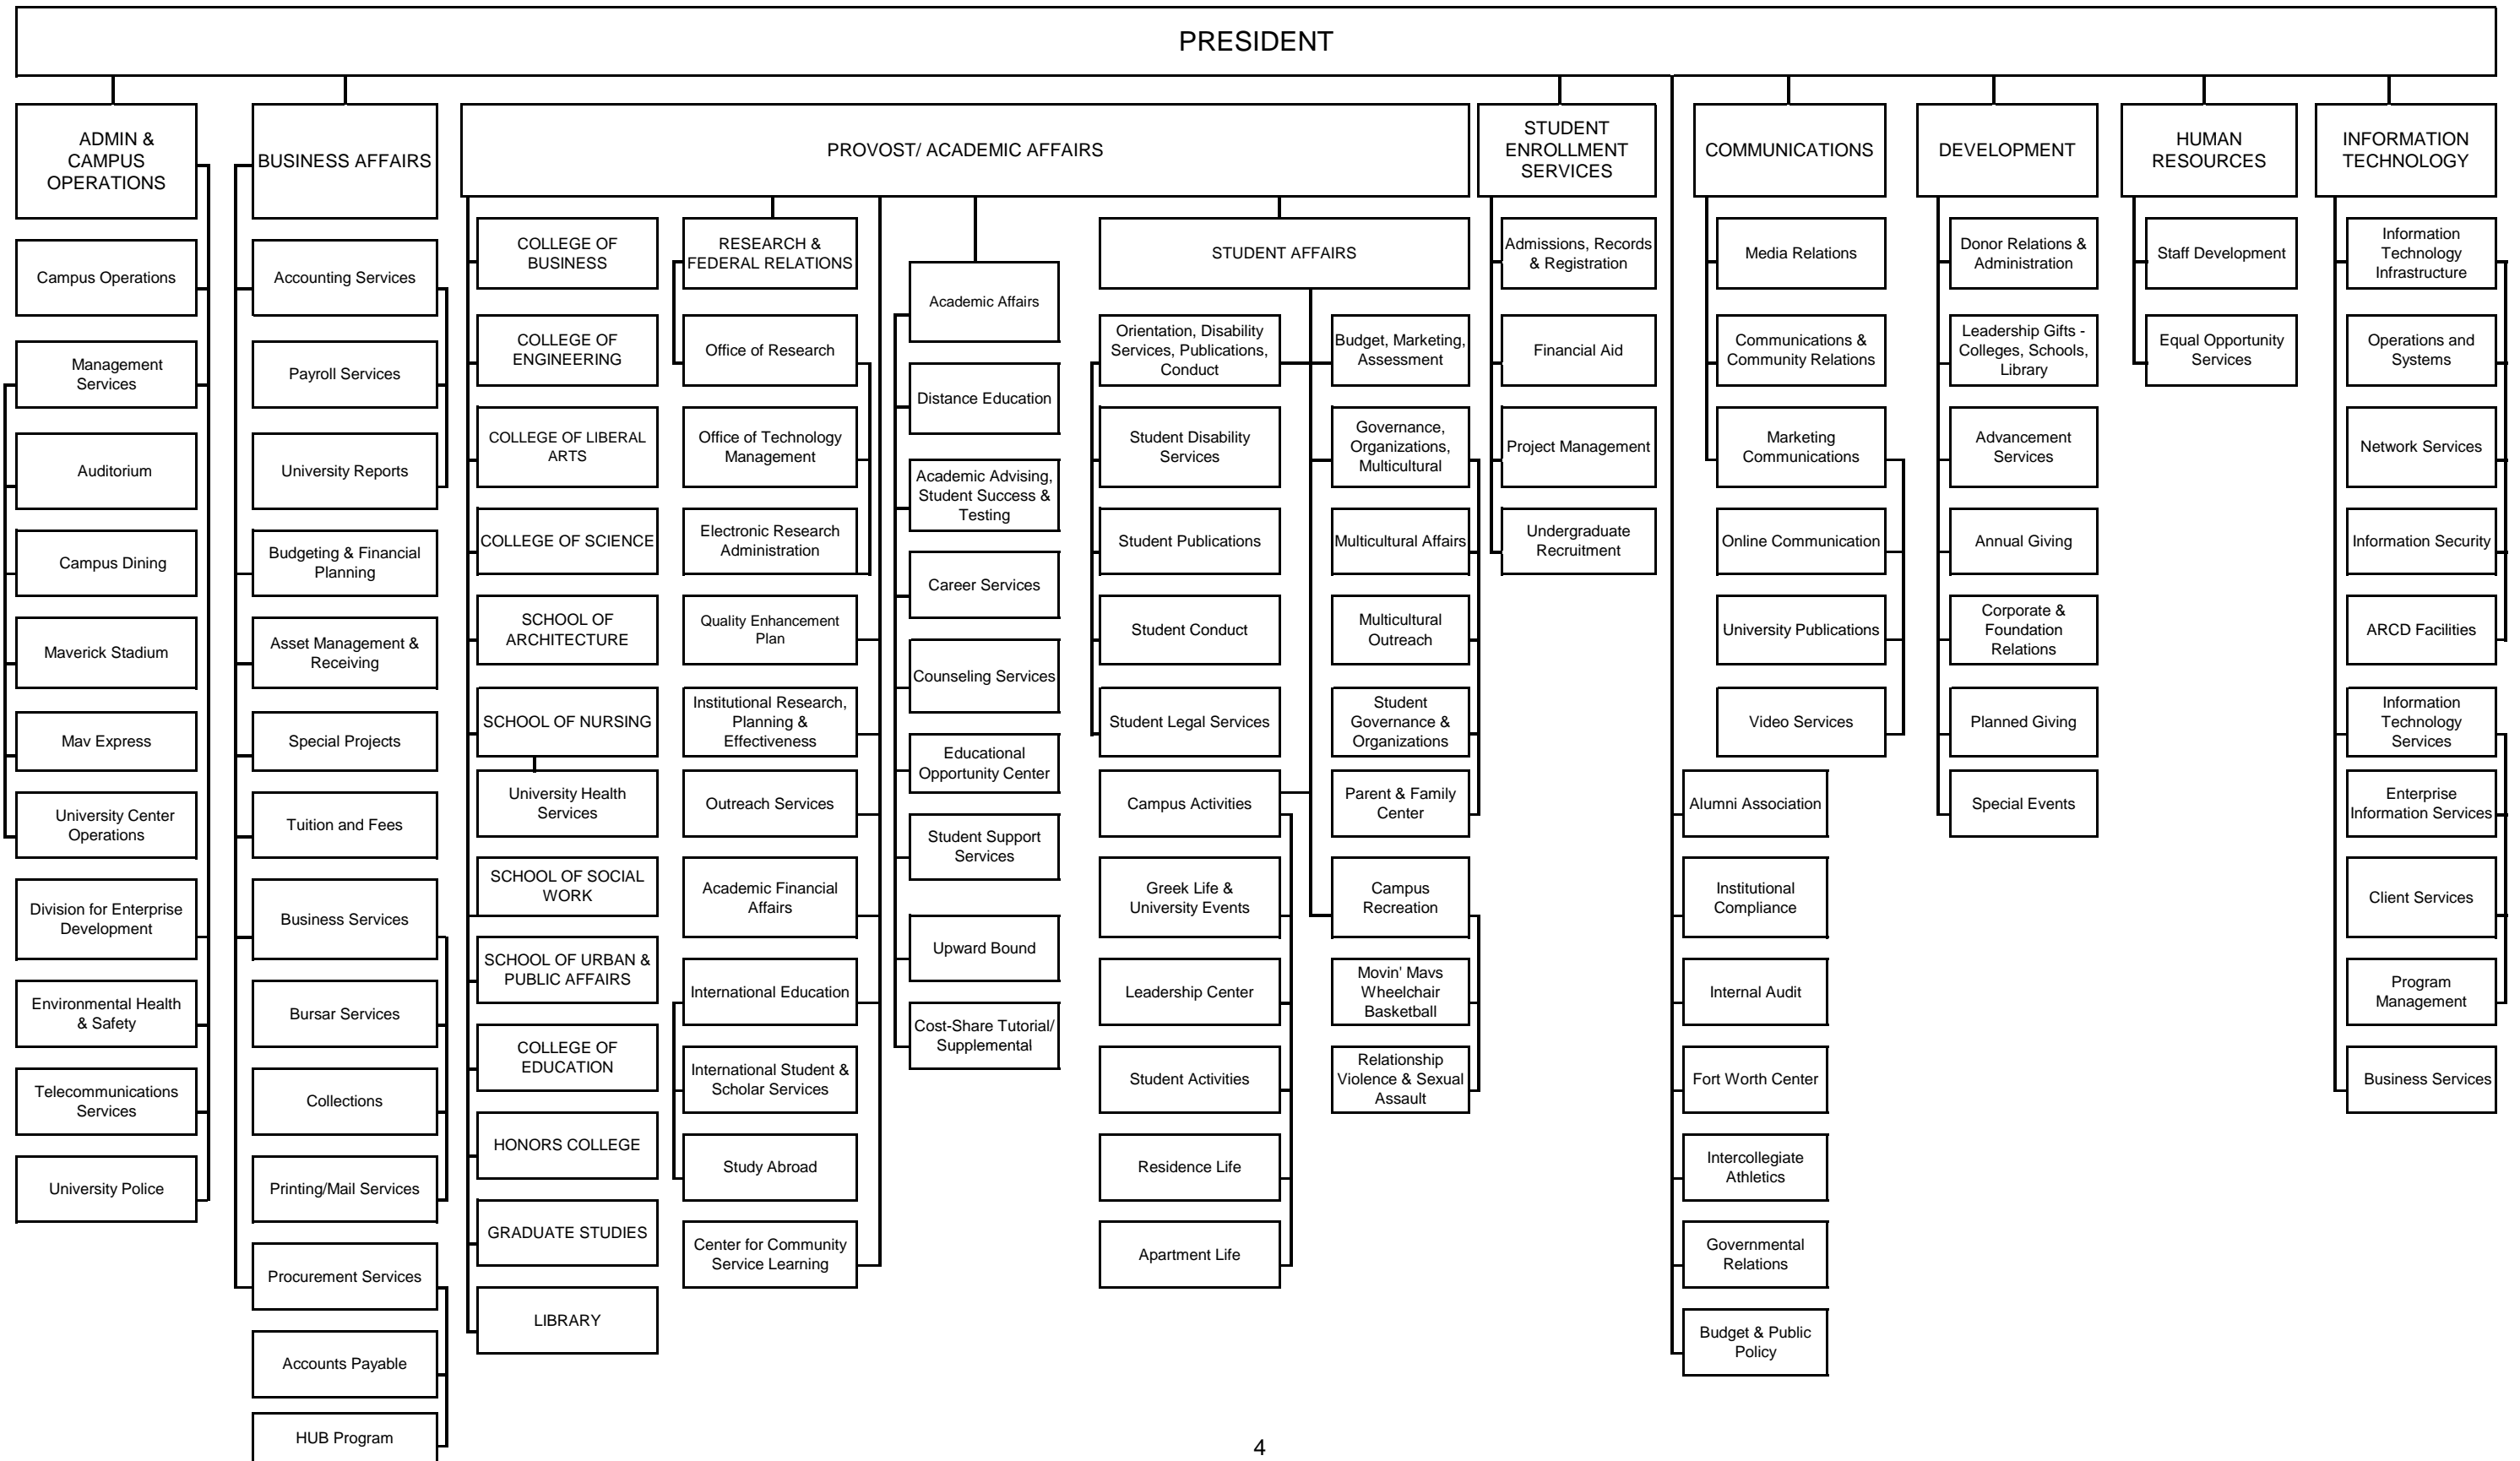 PRESIDENT
ADMIN &
CAMPUS
OPERATIONS
Campus Operations
Management
Services
Auditorium
Campus Dining
Maverick Stadium
Mav Express
University Center
Operations
Division for Enterprise
Development
Environmental Health
& Safety
Telecommunications
Services
University Police
BUSINESS AFFAIRS
Accounting Services
Payroll Services
University Reports
Budgeting & Financial
Planning
Asset Management &
Receiving
Special Projects
Tuition and Fees
Business Services
Bursar Services
Collections
Printing/Mail Services
Procurement Services
Accounts Payable
HUB Program
PROVOST/ ACADEMIC AFFAIRS
COLLEGE OF
BUSINESS
COLLEGE OF
ENGINEERING
COLLEGE OF LIBERAL
ARTS
COLLEGE OF SCIENCE
SCHOOL OF
ARCHITECTURE
SCHOOL OF NURSING
University Health
Services
SCHOOL OF SOCIAL
WORK
SCHOOL OF URBAN &
PUBLIC AFFAIRS
COLLEGE OF
EDUCATION
HONORS COLLEGE
GRADUATE STUDIES
LIBRARY
RESEARCH &
FEDERAL RELATIONS
Office of Research
Office of Technology
Management
Electronic Research
Administration
Quality Enhancement
Plan
Institutional Research,
Planning &
Effectiveness
Outreach Services
Academic Financial
Affairs
International Education
International Student &
Scholar Services
Study Abroad
Center for Community
Service Learning
Academic Affairs
Distance Education
Academic Advising,
Student Success &
Testing
Career Services
Counseling Services
Educational
Opportunity Center
Student Support
Services
Upward Bound
Cost-Share Tutorial/
Supplemental
STUDENT AFFAIRS
Orientation, Disability
Services, Publications,
Conduct
Student Disability
Services
Student Publications
Student Conduct
Student Legal Services
Campus Activities
Greek Life &
University Events
Leadership Center
Student Activities
Residence Life
Apartment Life
Budget, Marketing,
Assessment
Governance,
Organizations,
Multicultural
Multicultural Affairs
Multicultural
Outreach
Student
Governance &
Organizations
Parent & Family
Center
Campus
Recreation
Movin' Mavs
Wheelchair
Basketball
Relationship
Violence & Sexual
Assault
STUDENT
ENROLLMENT
SERVICES
Admissions, Records
& Registration
Financial Aid
Project Management
Undergraduate
Recruitment
COMMUNICATIONS
Media Relations
Communications &
Community Relations
Marketing
Communications
Online Communication
University Publications
Video Services
Alumni Association
Institutional
Compliance
Internal Audit
Fort Worth Center
Intercollegiate
Athletics
Governmental
Relations
Budget & Public
Policy
DEVELOPMENT
Donor Relations &
Administration
Leadership Gifts -
Colleges, Schools,
Library
Advancement
Services
Annual Giving
Corporate &
Foundation
Relations
Planned Giving
Special Events
HUMAN
RESOURCES
Staff Development
Equal Opportunity
Services
INFORMATION
TECHNOLOGY
Information
Technology
Infrastructure
Operations and
Systems
Network Services
Information Security
ARCD Facilities
Information
Technology
Services
Enterprise
Information Services
Client Services
Program
Management
Business Services
4